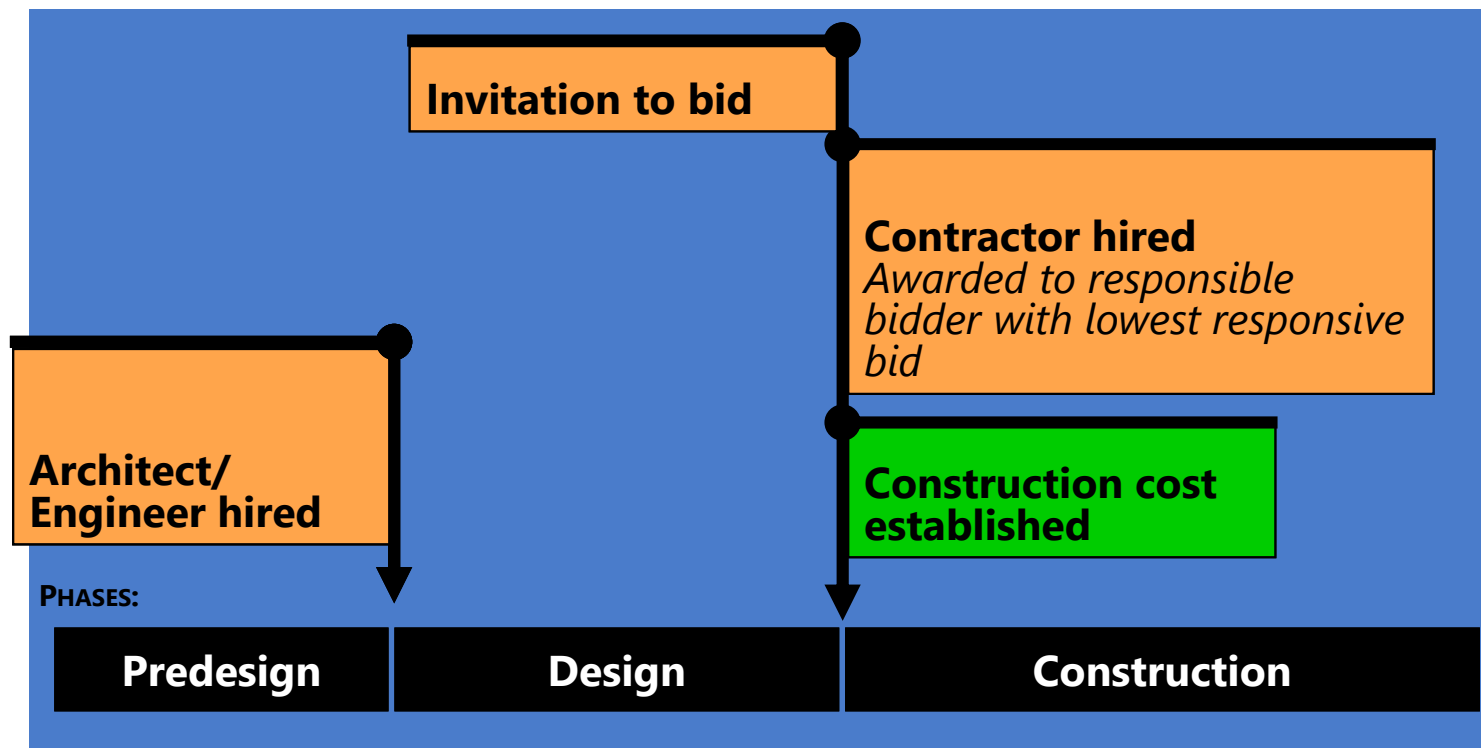 Invitation to bid
Contractor hired
Awarded to responsible
bidder with lowest responsive
bid
Architect/
Engineer hired
Construction cost
established
PHASES:
Predesign
Design
Construction